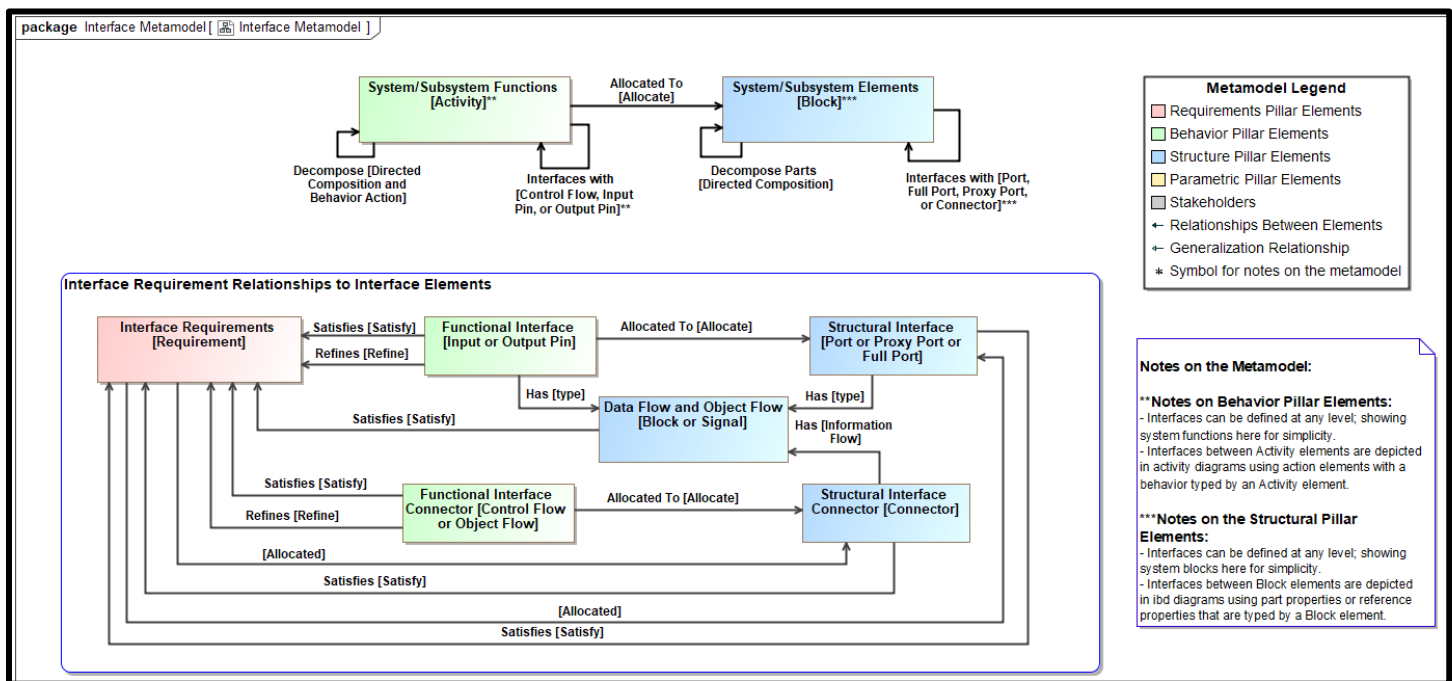 package Interface Metamodel[ Interface Metamodel ]
System/Subsystem Functions
[Activity]**
Allocated To
[Allocate]
System/Subsystem Elements
[Block]***
Decompose [Directed
Composition and
Behavior Action]
Interfaces with
[Control Flow, Input
Pin, or Output Pin]**
Decompose Parts
[Directed Composition]
Interfaces with [Port,
Full Port, Proxy Port,
or Connector]***
Metamodel Legend
Requirements Pillar Elements
Behavior Pillar Elements
Structure Pillar Elements
Parametric Pillar Elements
Stakeholders
Relationships Between Elements
Generalization Relationship
* Symbol for notes on the metamodel
Interface Requirement Relationships to Interface Elements
Interface Requirements
[Requirement]
Satisfies [Satisfy]
Refines [Refine]
Functional Interface
[Input or Output Pin]
Allocated To [Allocate]
Structural Interface
[Port or Proxy Port or
Full Port]
Has [type]
Has [type]
Satisfies [Satisfy]
Data Flow and Object Flow
[Block or Signal]
Has [Information
Flow]
Satisfies [Satisfy]
Refines [Refine]
Functional Interface
Connector [Control Flow
or Object Flow]
Allocated To [Allocate]
Structural Interface
Connector [Connector]
[Allocated]
Satisfies [Satisfy]
[Allocated]
Satisfies [Satisfy]
Notes on the Metamodel:
**Notes on Behavior Pillar Elements:
- Interfaces can be defined at any level; showing
system functions here for simplicity.
- Interfaces between Activity elements are depicted
in activity diagrams using action elements with a
behavior typed by an Activity element.
***Notes on the Structural Pillar
Elements:
- Interfaces can be defined at any level; showing
system blocks here for simplicity.
- Interfaces between Block elements are depicted
in ibd diagrams using part properties or reference
properties that are typed by a Block element.